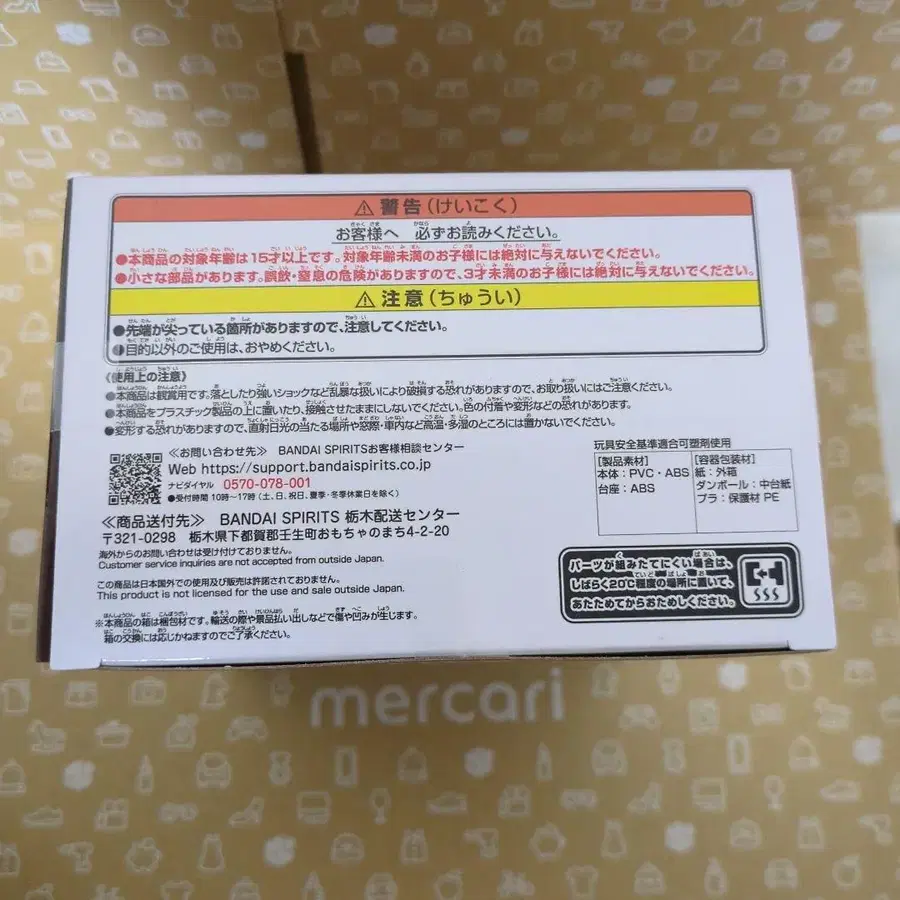 ⚠警告(けいこく)
お客様へ 必ずお読みください。
●本商品の対象年齢は15才以上です。対象年齢未満のお子様には絶対に与えないでください。
●小さな部品があります。誤飲・窒息の危険がありますので、3才未満のお子様には絶対に与えないでください。
⚠注意(ちゅうい)
●先端が尖っている箇所がありますので、注意してください。
●目的以外のご使用は、おやめください。
《使用上の注意》
●本商品は観賞用です。落としたり強いショックなど乱暴な扱いにより破損する恐れがありますので、お取り扱いにはご注意ください。
●本商品をプラスチック製品の上に置いたり、接触させたままにしないでください。色の付着や変形などの恐れがあります。
●変形する恐れがありますので、直射日光の当たる場所や窓際・車内など高温・多湿のところには置かないでください。
≪お問い合わせ先≫ BANDAI SPIRITSお客様相談センター
Web https://support.bandaispirits.co.jp
ナビダイヤル 0570-078-001
●受付時間 10時~17時(土、日、祝日、夏季・冬季休業日を除く)
≪商品送付先≫ BANDAI SPIRITS 栃木配送センター
〒321-0298 栃木県下都賀郡壬生町おもちゃのまち4-2-20
海外からのお問い合わせは受け付けておりません。
Customer service inquiries are not accepted from outside Japan.
この商品は日本国外での使用及び販売は許諾されておりません。
This product is not licensed for the use and sale outside Japan.
※本商品の箱は梱包材です。輸送の際や景品払い出しなどで傷や凹みが生じます。
箱の交換には応じかねますのでご了承ください。
玩具安全基準適合可塑剤使用
[製品素材]
本体:PVC・ABS
台座:ABS
[容器包装材]
紙:外箱
ダンボール:中台紙
プラ:保護材 PE
パーツが組みたてにくい場合は、
しばらく20℃程度の場所に置いて、
あたためてからおためしください。
mercari